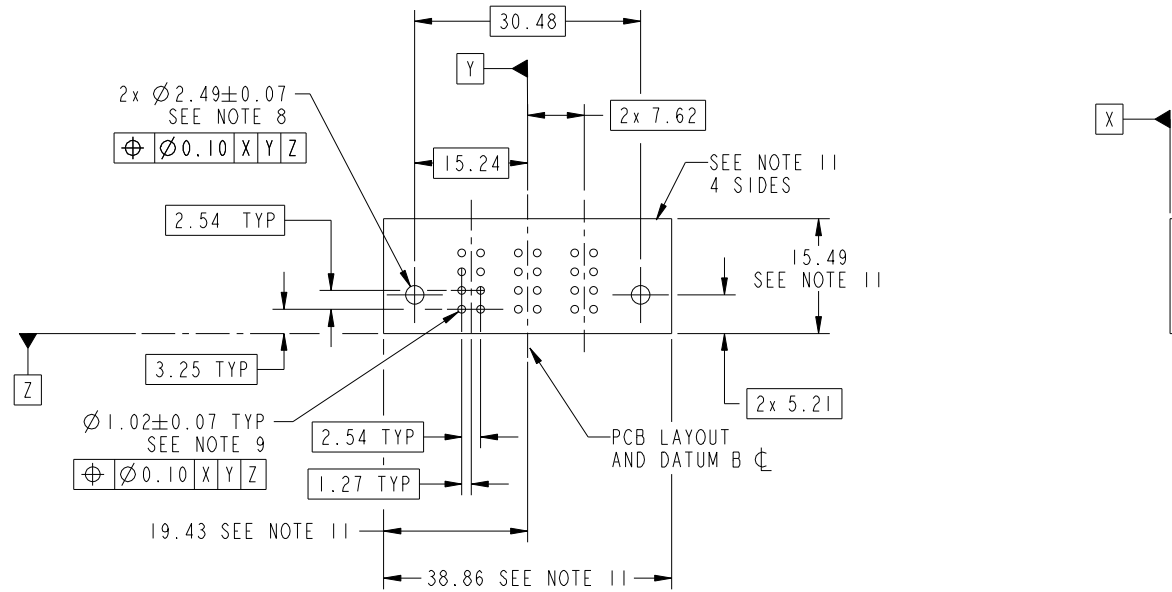 30.48
Y
2x Ø2.49±0.07
SEE NOTE 8
⌖ Ø0.10 X Y Z
2x 7.62
X
15.24
SEE NOTE 11
4 SIDES
2.54 TYP
15.49
SEE NOTE 11
3.25 TYP
Z
2x 5.21
Ø1.02±0.07 TYP
SEE NOTE 9
⌖ Ø0.10 X Y Z
2.54 TYP
PCB LAYOUT
AND DATUM B ℄
1.27 TYP
19.43 SEE NOTE 11
38.86 SEE NOTE 11